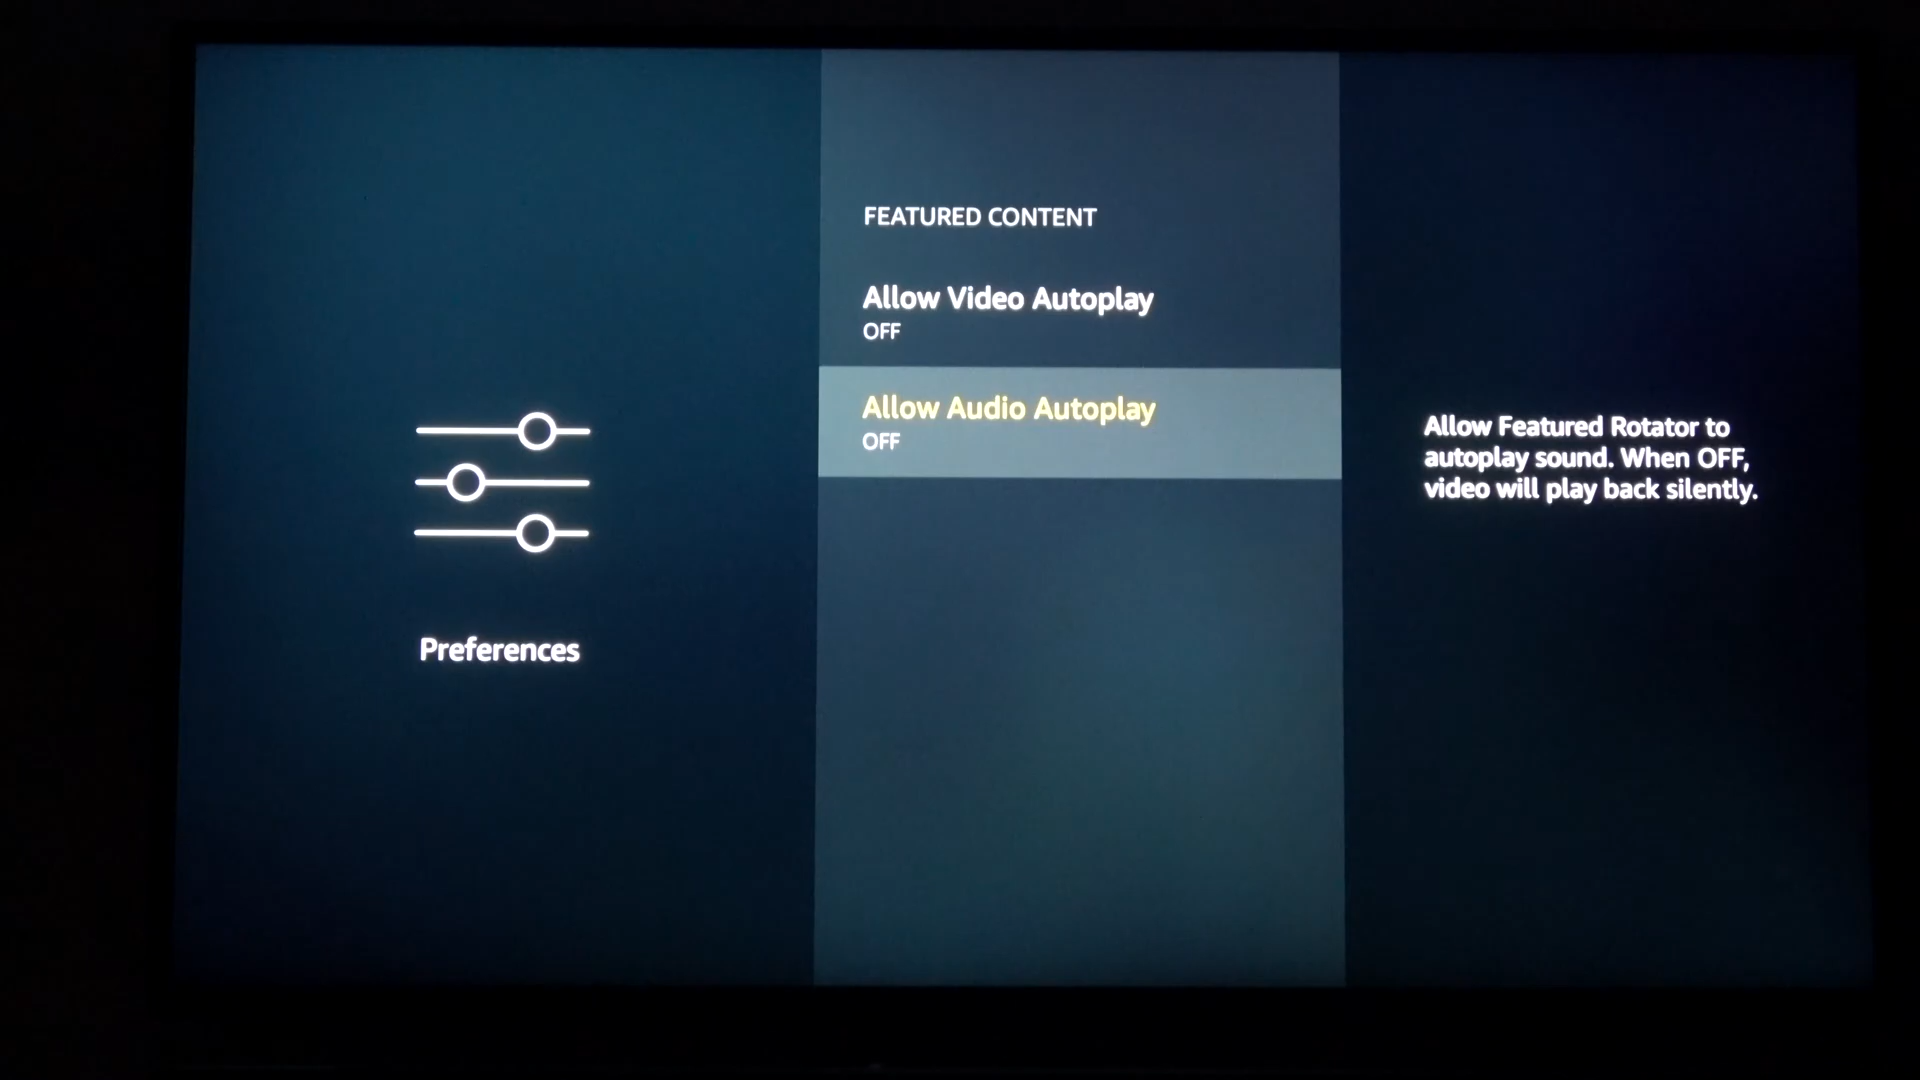 FEATURED CONTENT
Allow Video Autoplay
OFF
Allow Audio Autoplay
OFF
Allow Featured Rotator to
autoplay sound. When OFF,
video will play back silently.
Preferences